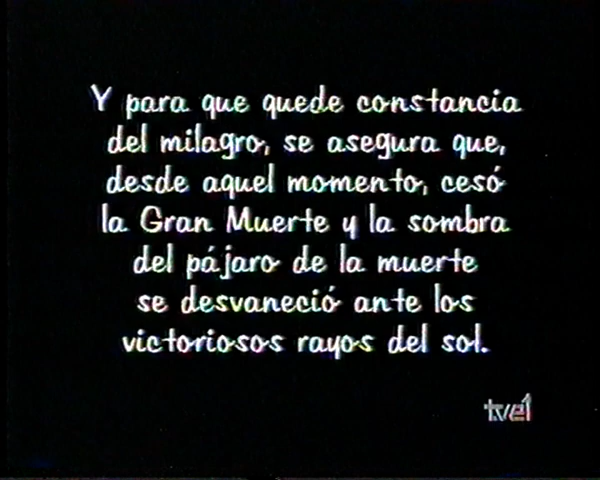 Y para que quede constancia
del milagro, se asegura que,
desde aquel momento, cesó
la Gran Muerte y la sombra
del pájaro de la muerte
se desvaneció ante los
victoriosos rayos del sol.
tve1